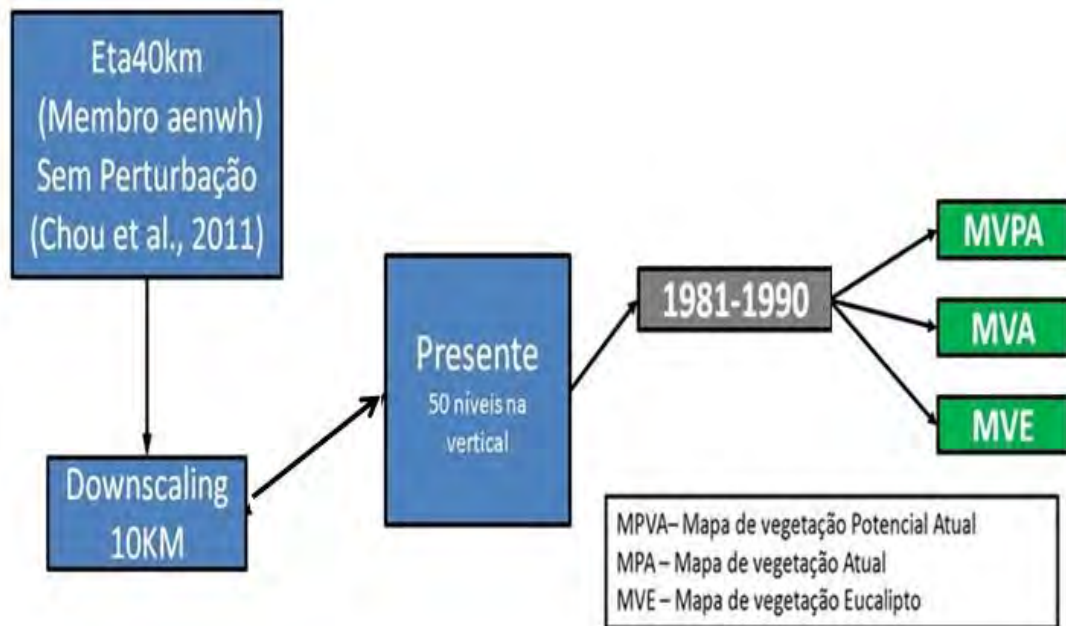 Eta40km
(Membro aenwh)
Sem Perturbação
(Chou et al., 2011)
Downscaling
10KM
Presente
50 níveis na
vertical
1981-1990
MVPA
MVA
MVE
MPVA– Mapa de vegetação Potencial Atual
MPA – Mapa de vegetação Atual
MVE – Mapa de vegetação Eucalipto